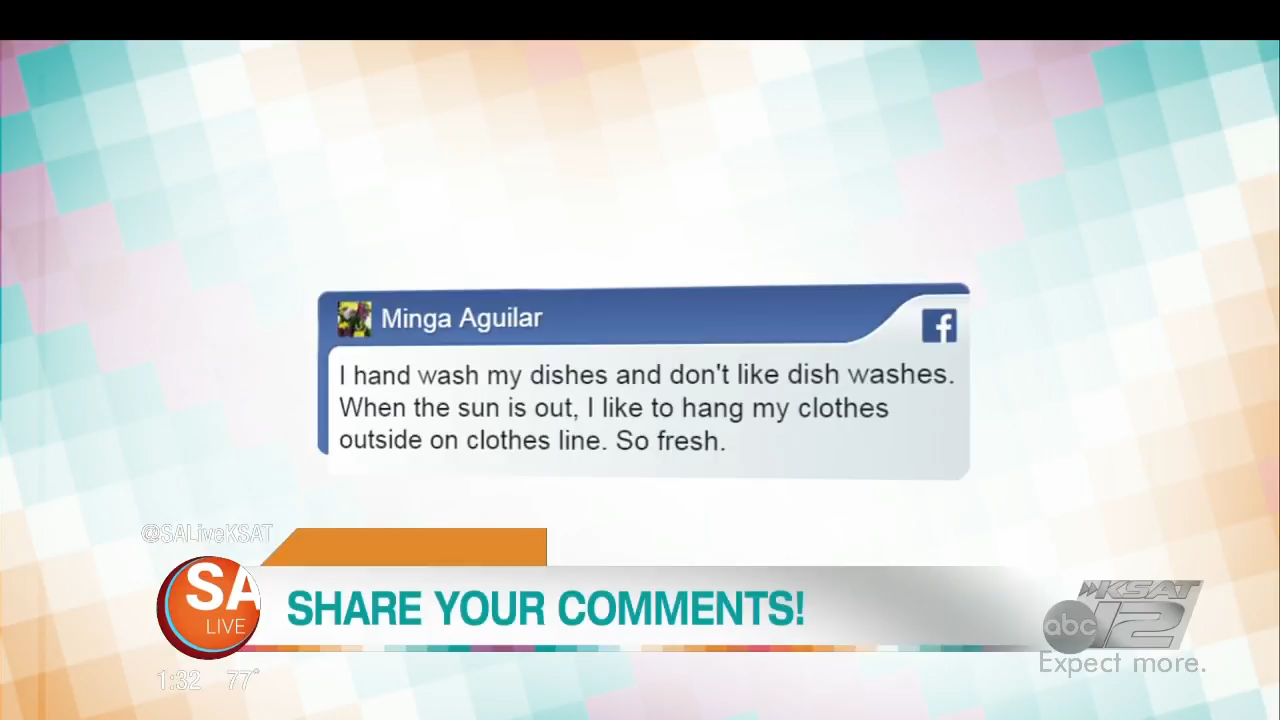 Minga Aguilar
f
I hand wash my dishes and don't like dish washes.
When the sun is out, I like to hang my clothes
outside on clothes line. So fresh.
@SALiveKSAT
SA
LIVE
SHARE YOUR COMMENTS!
KSAT
abc 12
Expect more.
1:32 77°